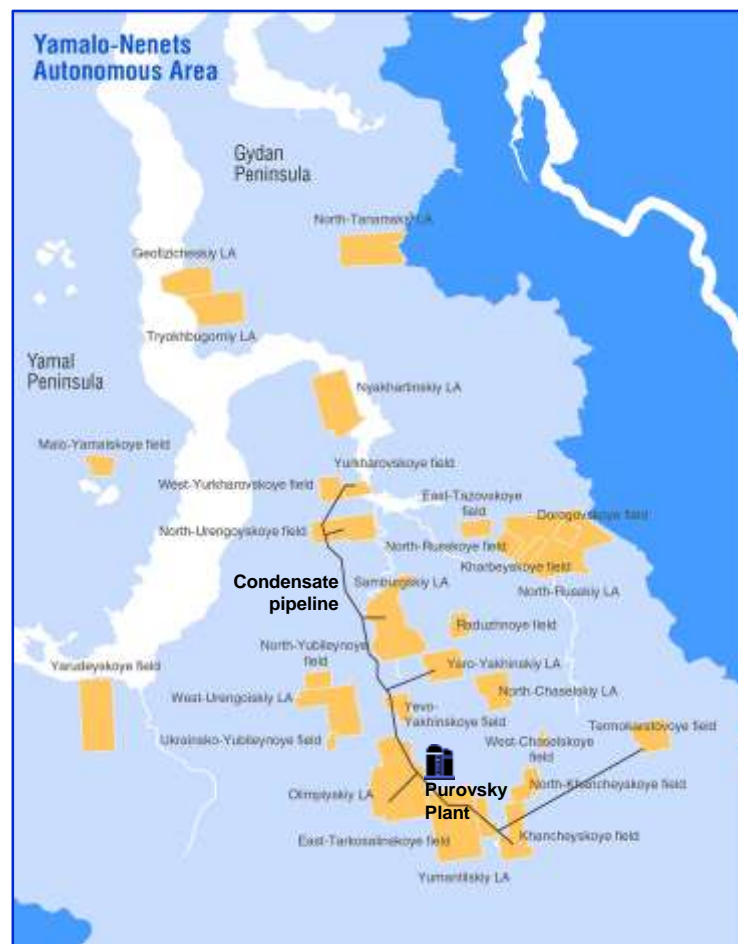 Yamalo-Nenets
Autonomous Area
Gydan
Peninsula
North-Tanamskiy LA
Geofizicheskiy LA
Tryokhbugorniy LA
Yamal
Peninsula
Nyakhartinskiy LA
Malo-Yamalskoye field
Yurkharovskoye field
West-Yurkharovskoye field
East-Tazovskoye
field
Dorogovskoye field
North-Urengoyskoye field
North-Russkoye field
Kharbeyskoye field
Condensate
pipeline
Samburgskiy LA
North-Russkiy LA
Raduzhnoye field
North-Yubileynoye
field
Yarudeyskoye field
Yaro-Yakhinskiy LA
West-Urengoiskiy LA
North-Chaselskiy LA
Yevo-
Yakhinskoye field
Termokarstovoye field
Ukrainsko-Yubileynoye field
West-Chaselskoye
field
North-Khancheyskoye field
Olimpiyskiy LA
Purovsky
Plant
East-Tarkosalinskoye field
Khancheyskoye field
Yumantilskiy LA